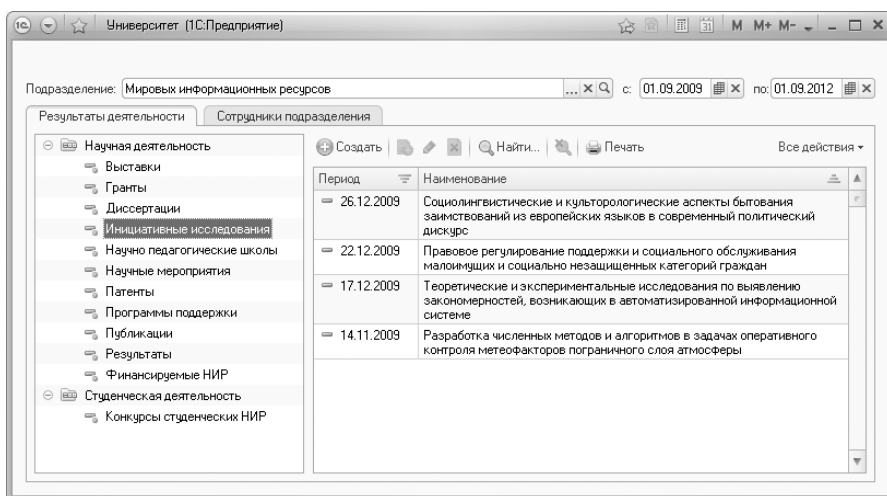 1С Университет (1С:Предприятие) 31 M M+ M-
Подразделение: Мировых информационных ресурсов ... с: 01.09.2009 по: 01.09.2012
Результаты деятельности Сотрудники подразделения
Научная деятельность
Выставки
Гранты
Диссертации
Инициативные исследования
Научно педагогические школы
Научные мероприятия
Патенты
Программы поддержки
Публикации
Результаты
Финансируемые НИР
Студенческая деятельность
Конкурсы студенческих НИР
Создать Найти... Печать Все действия
Период Наименование
26.12.2009 Социолингвистические и культорологические аспекты бытования
заимствований из европейских языков в современный политический
дискурс
22.12.2009 Правовое регулирование поддержки и социального обслуживания
малоимущих и социально незащищенных категорий граждан
17.12.2009 Теоретические и экспериментальные исследования по выявлению
закономерностей, возникающих в автоматизированной информационной
системе
14.11.2009 Разработка численных методов и алгоритмов в задачах оперативного
контроля метеофакторов пограничного слоя атмосферы